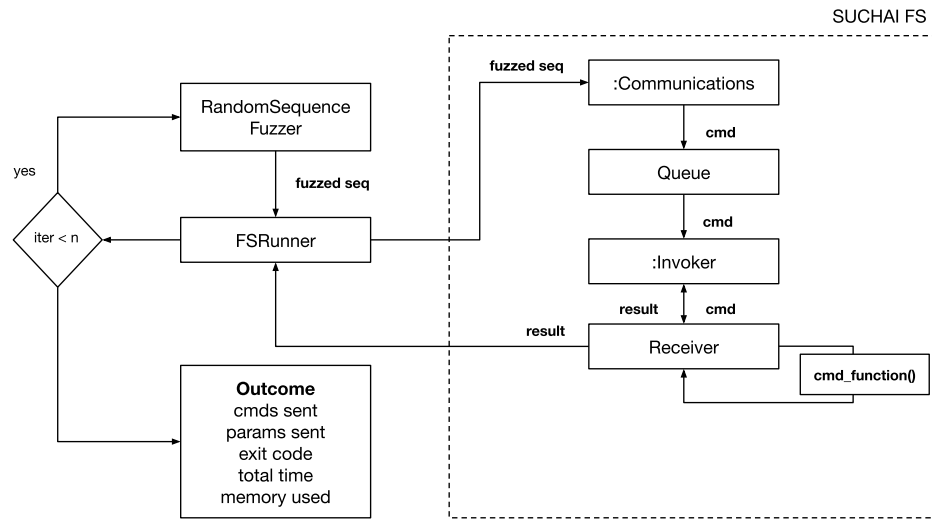 SUCHAI FS
fuzzed seq
:Communications
RandomSequence
Fuzzer
cmd
yes
fuzzed seq
Queue
iter < n
FSRunner
cmd
:Invoker
result
cmd
result
Receiver
cmd_function()
Outcome
cmds sent
params sent
exit code
total time
memory used